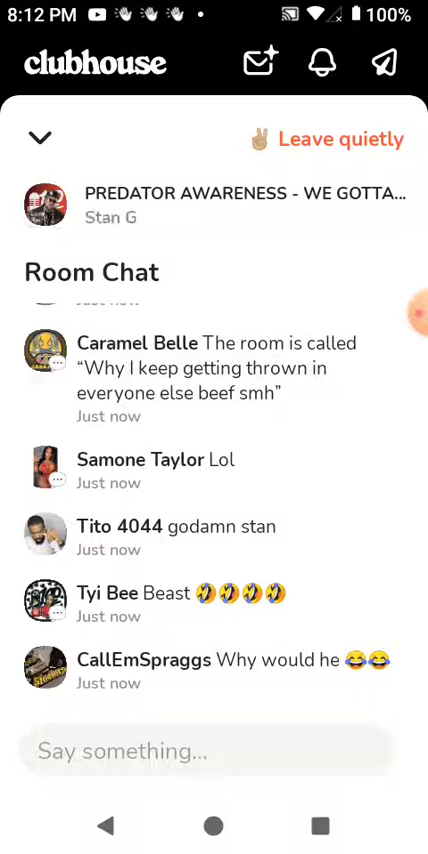 8:12 PM 100%
clubhouse
✌🏼 Leave quietly
PREDATOR AWARENESS - WE GOTTA...
Stan G
Room Chat
Just now
Caramel Belle The room is called
“Why I keep getting thrown in
everyone else beef smh”
Just now
Samone Taylor Lol
Just now
Tito 4044 godamn stan
Just now
Tyi Bee Beast 🤣🤣🤣🤣
Just now
CallEmSpraggs Why would he 😂😂
Just now
Say something...